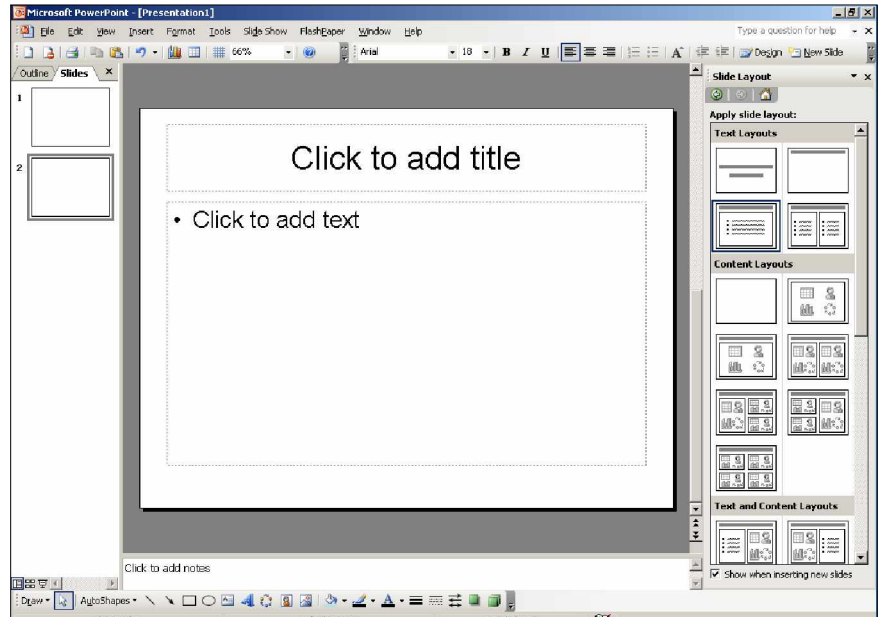 Microsoft PowerPoint - [Presentation1]
File Edit View Insert Format Tools Slide Show FlashPaper Window Help Type a question for help
66% Arial 18 B I U A Design New Slide
Outline Slides
Slide Layout
1
2
Click to add title
• Click to add text
Click to add notes
Apply slide layout:
Text Layouts
Content Layouts
Text and Content Layouts
Show when inserting new slides
Draw AutoShapes A